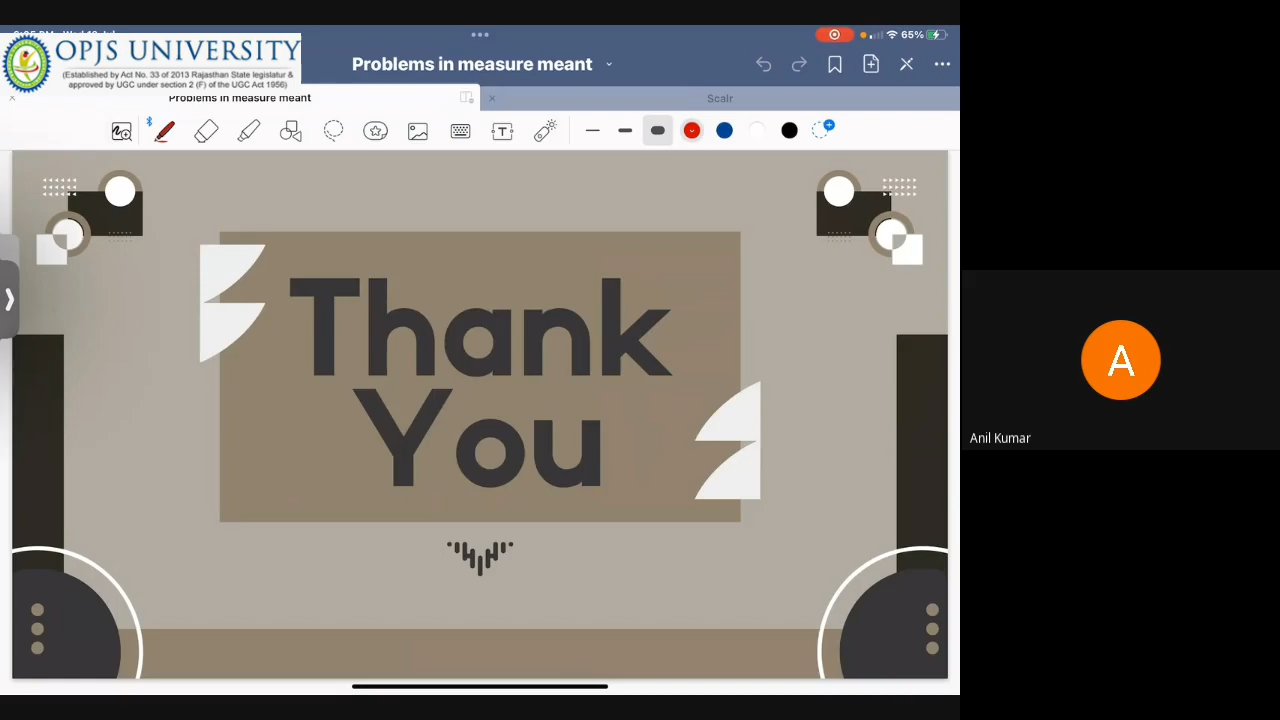 OPJS UNIVERSITY
(Established by Act No. 33 of 2013 Rajasthan State legislatur &
approved by UGC under section 2 (F) of the UGC Act 1956)
65%
Problems in measure meant
Problems in measure meant
Scalr
T
Thank
You
A
Anil Kumar